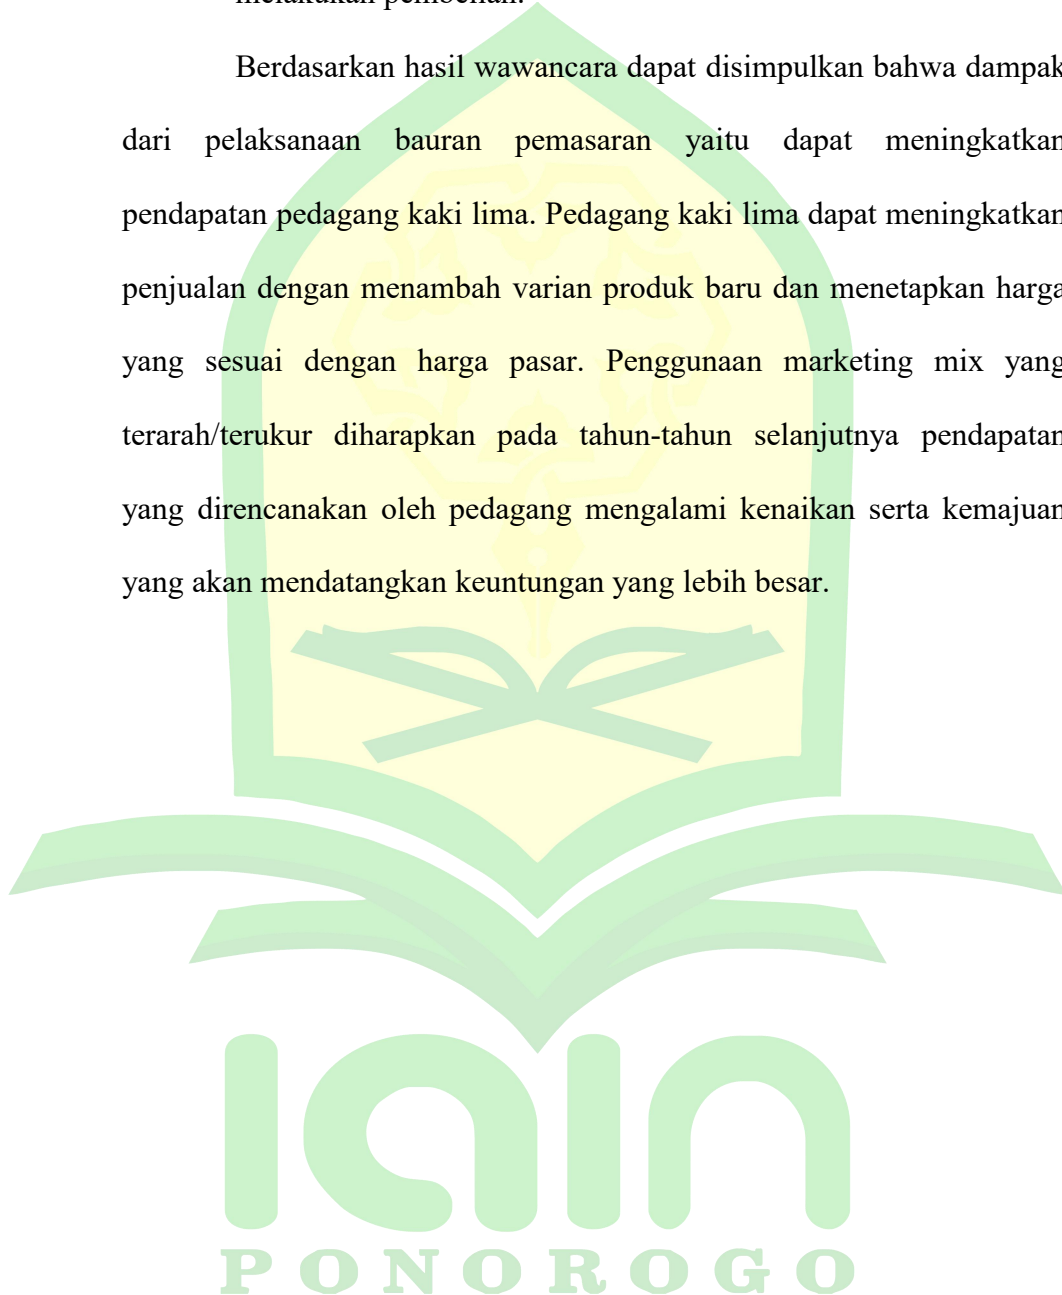 melakukan pembelian.
Berdasarkan hasil wawancara dapat disimpulkan bahwa dampak
dari pelaksanaan bauran pemasaran yaitu dapat meningkatkan
pendapatan pedagang kaki lima. Pedagang kaki lima dapat meningkatkan
penjualan dengan menambah varian produk baru dan menetapkan harga
yang sesuai dengan harga pasar. Penggunaan marketing mix yang
terarah/terukur diharapkan pada tahun-tahun selanjutnya pendapatan
yang direncanakan oleh pedagang mengalami kenaikan serta kemajuan
yang akan mendatangkan keuntungan yang lebih besar.
IAIN
PONOROGO